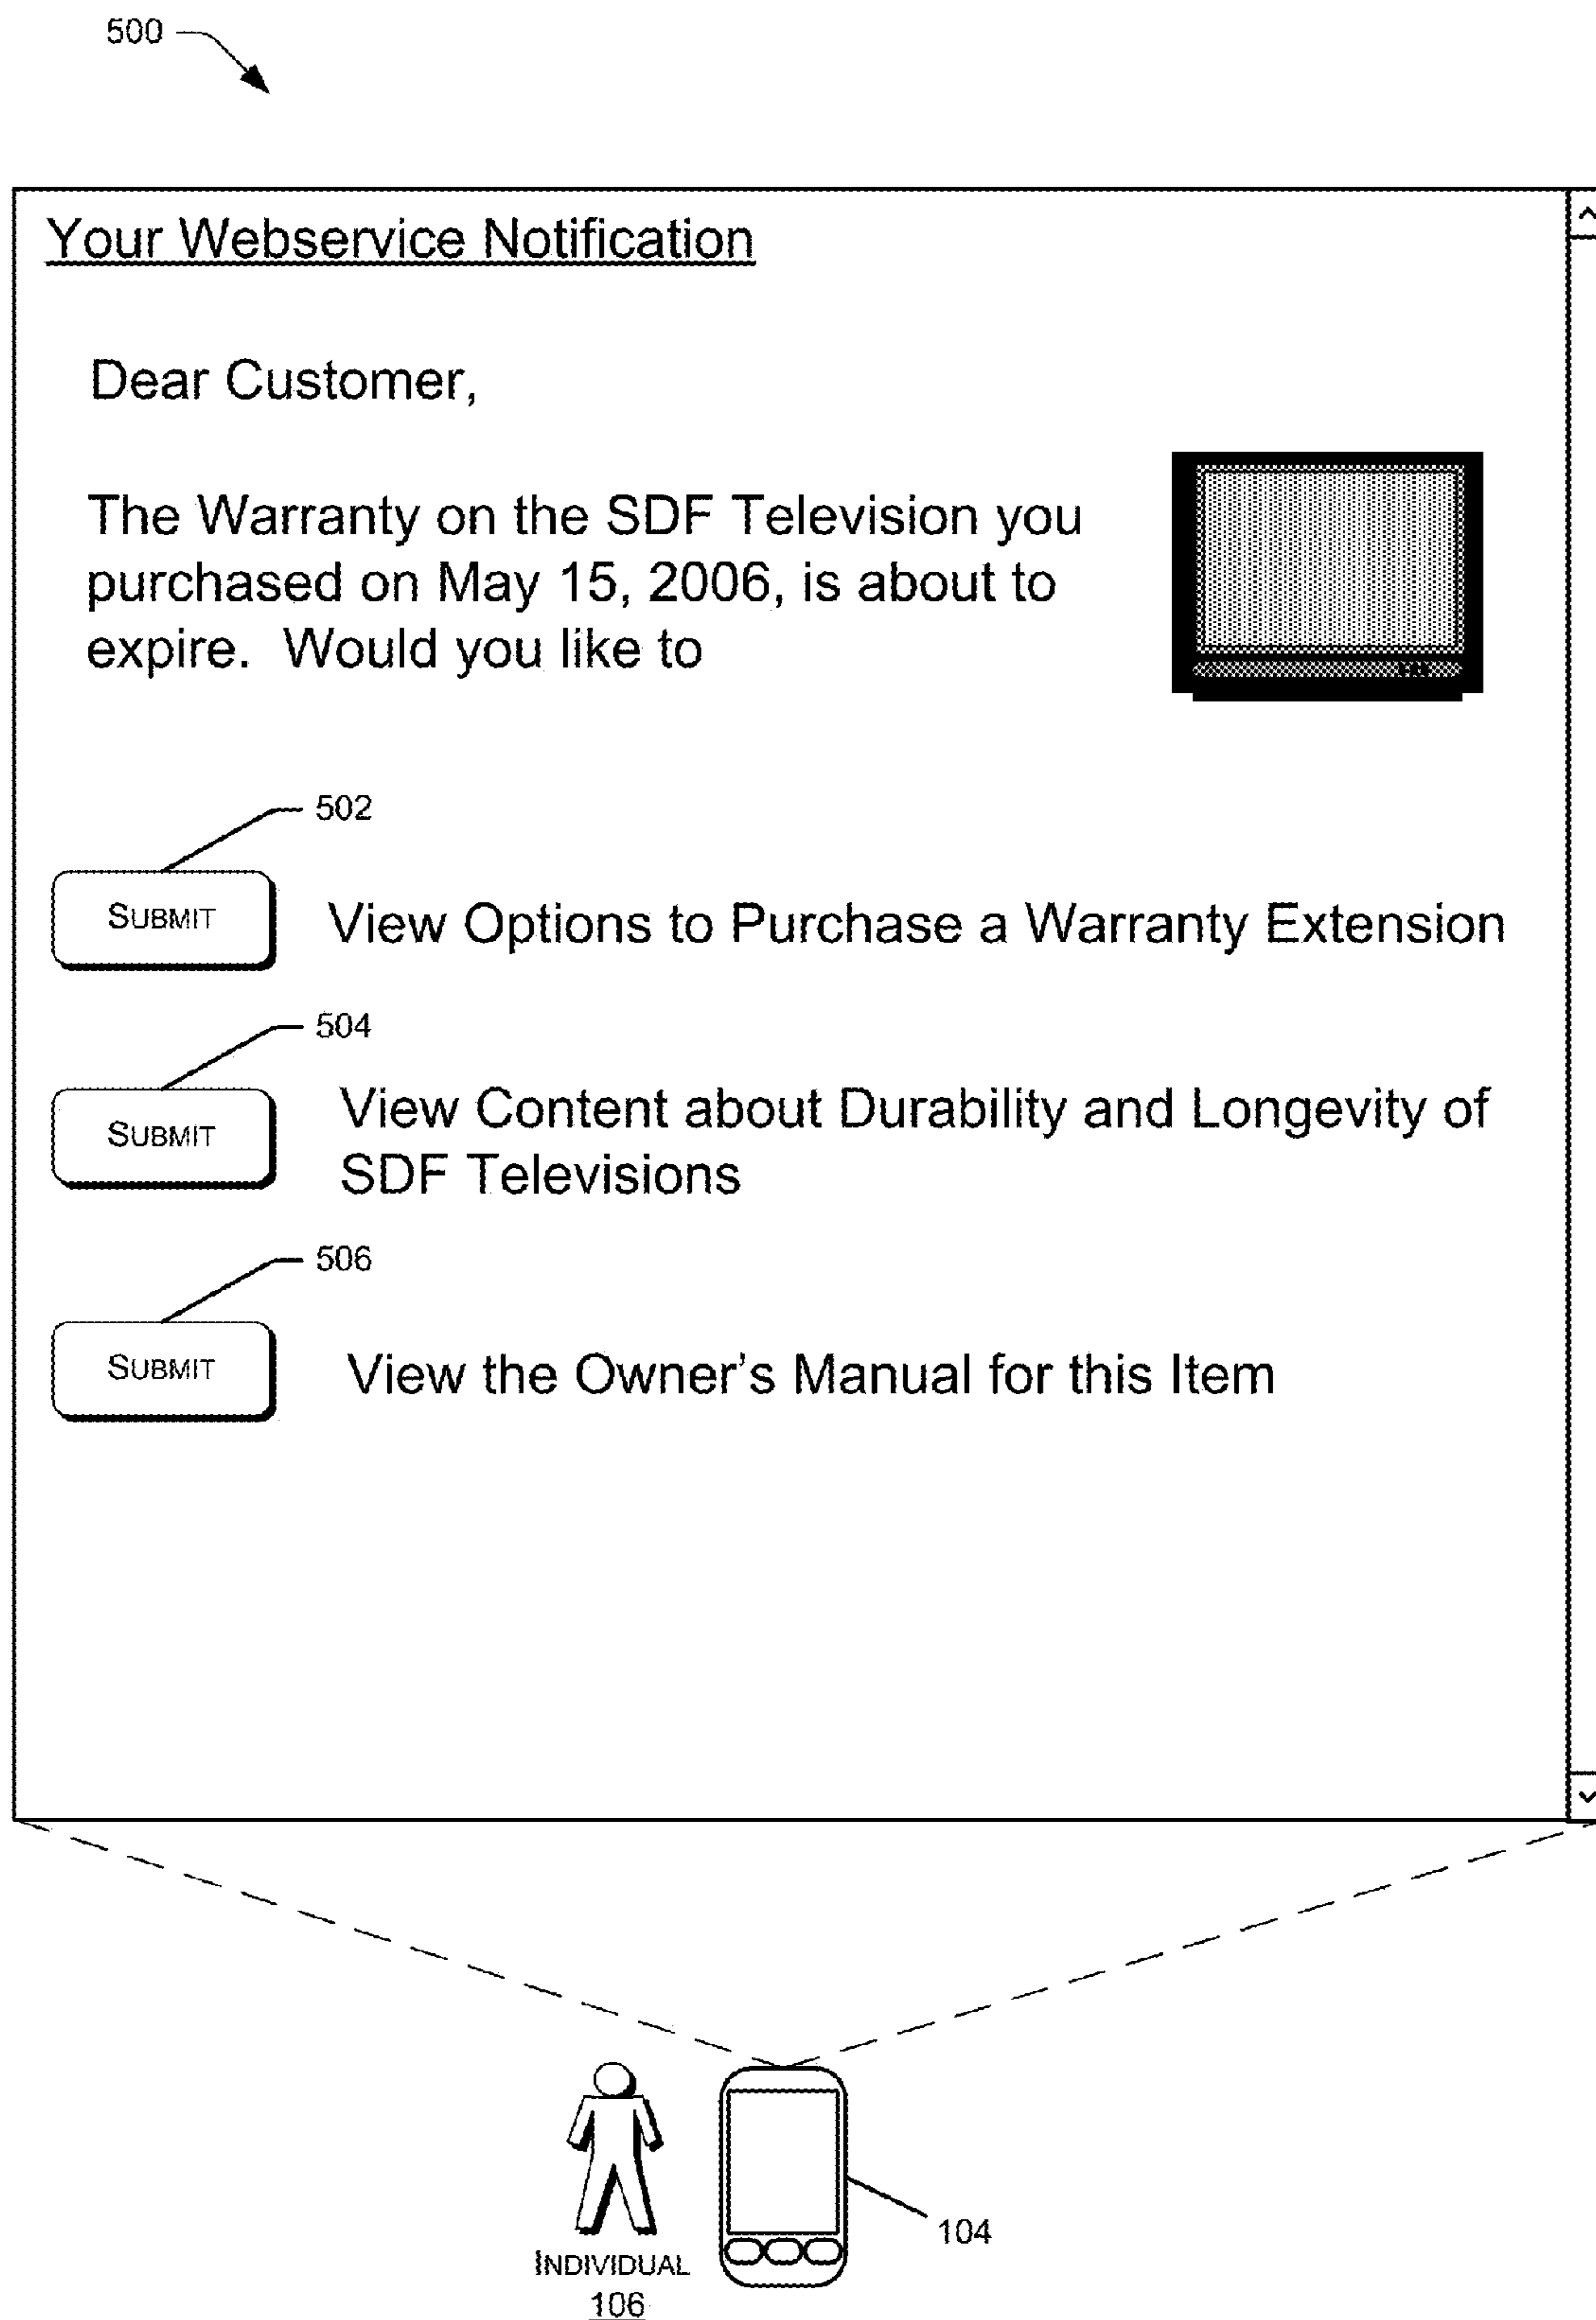 500
Your Webservice Notification
Dear Customer,
The Warranty on the SDF Television you
purchased on May 15, 2006, is about to
expire.  Would you like to
502
SUBMIT
View Options to Purchase a Warranty Extension
504
SUBMIT
View Content about Durability and Longevity of
SDF Televisions
506
SUBMIT
View the Owner's Manual for this Item
104
INDIVIDUAL
106